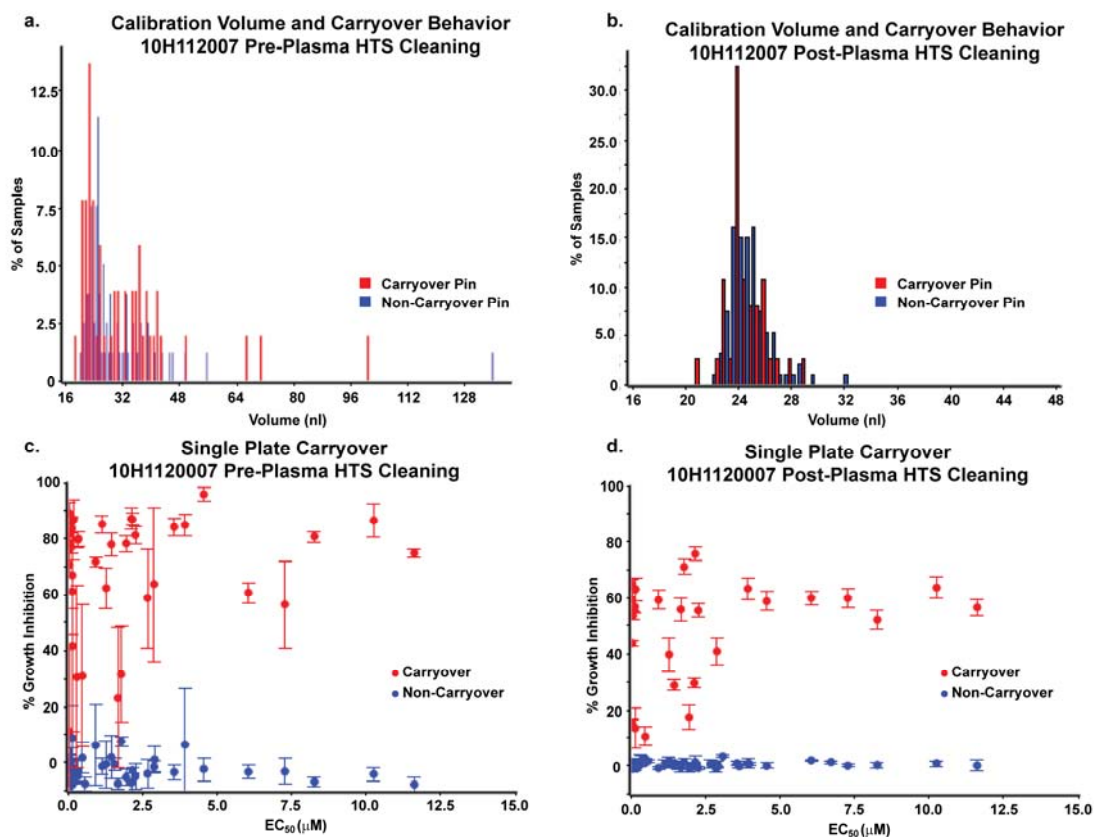 a.
Calibration Volume and Carryover Behavior
10H112007 Pre-Plasma HTS Cleaning
12.5
10.0
7.5
5.0
2.5
0
% of Samples
Carryover Pin
Non-Carryover Pin
16 32 48 64 80 96 112 128
Volume (nl)
b.
Calibration Volume and Carryover Behavior
10H112007 Post-Plasma HTS Cleaning
30.0
25.0
20.0
15.0
10.0
5.0
0
% of Samples
Carryover Pin
Non-Carryover Pin
16 20 24 28 32 36 40 44 48
Volume (nl)
c.
Single Plate Carryover
10H1120007 Pre-Plasma HTS Cleaning
100
80
60
40
20
0
% Growth Inhibition
Carryover
Non-Carryover
0.0 2.5 5.0 7.5 10.0 12.5 15.0
EC50 (μM)
d.
Single Plate Carryover
10H1120007 Post-Plasma HTS Cleaning
100
80
60
40
20
0
% Growth Inhibition
Carryover
Non-Carryover
0.0 2.5 5.0 7.5 10.0 12.5 15.0
EC50 (μM)